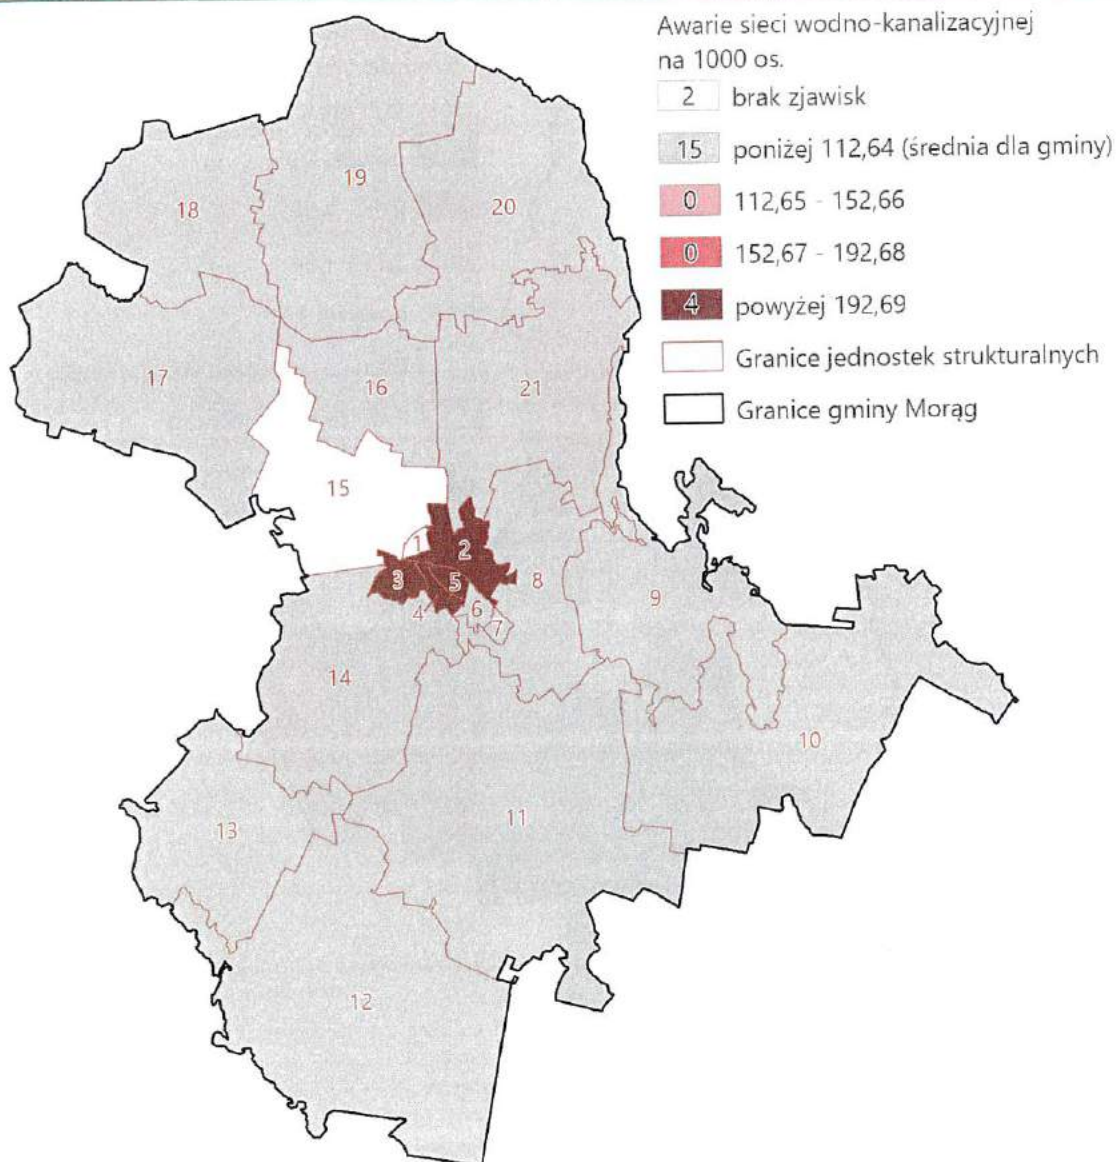 Awarie sieci wodno-kanalizacyjnej
na 1000 os.
2 brak zjawisk
15 poniżej 112,64 (średnia dla gminy)
0 112,65 - 152,66
0 152,67 - 192,68
4 powyżej 192,69
Granice jednostek strukturalnych
Granice gminy Morąg
19
18
20
17
16
21
15
1
2
3
5
8
4
6
9
7
14
10
11
13
12